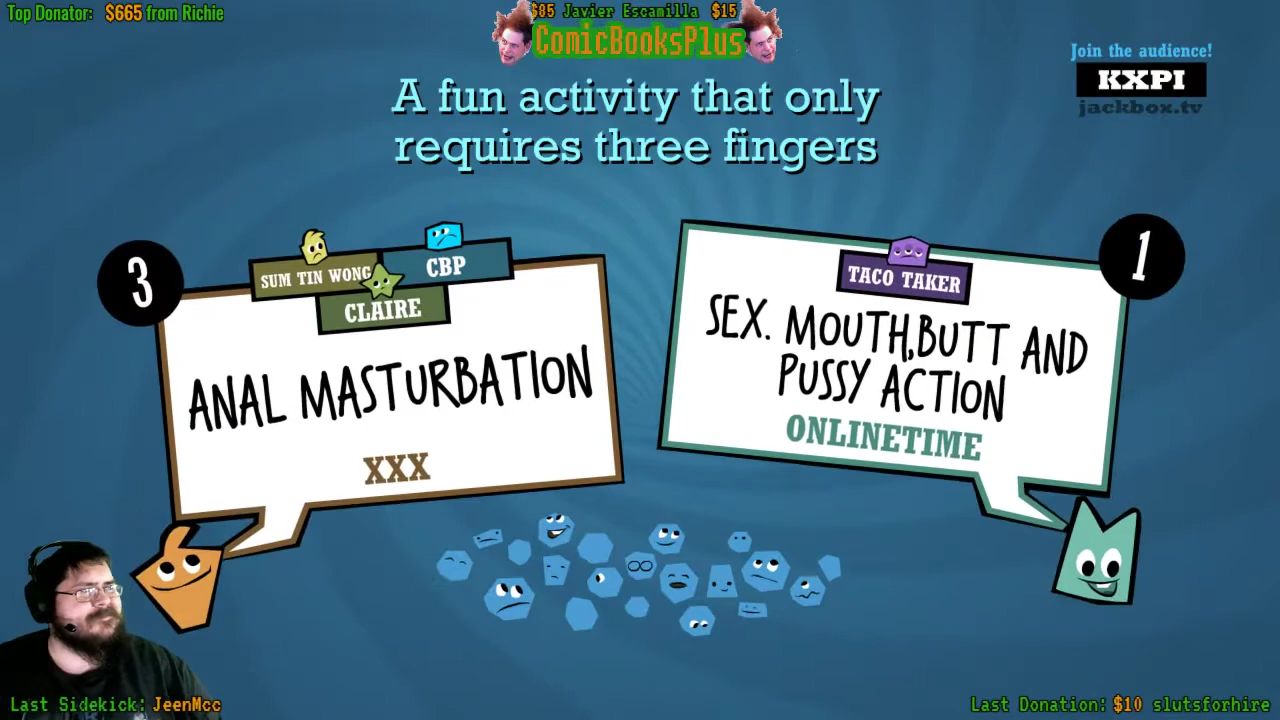 Top Donator: $665 from Richie
$85 Javier Escamilla $15
ComicBooksPlus
Join the audience!
KXPI
jackbox.tv
A fun activity that only
requires three fingers
3
SUM TIN WONG
CBP
CLAIRE
ANAL MASTURBATION
XXX
1
TACO TAKER
SEX. MOUTH,BUTT AND
PUSSY ACTION
ONLINETIME
Last Sidekick: JeenMcc
Last Donation: $10 slutsforhire